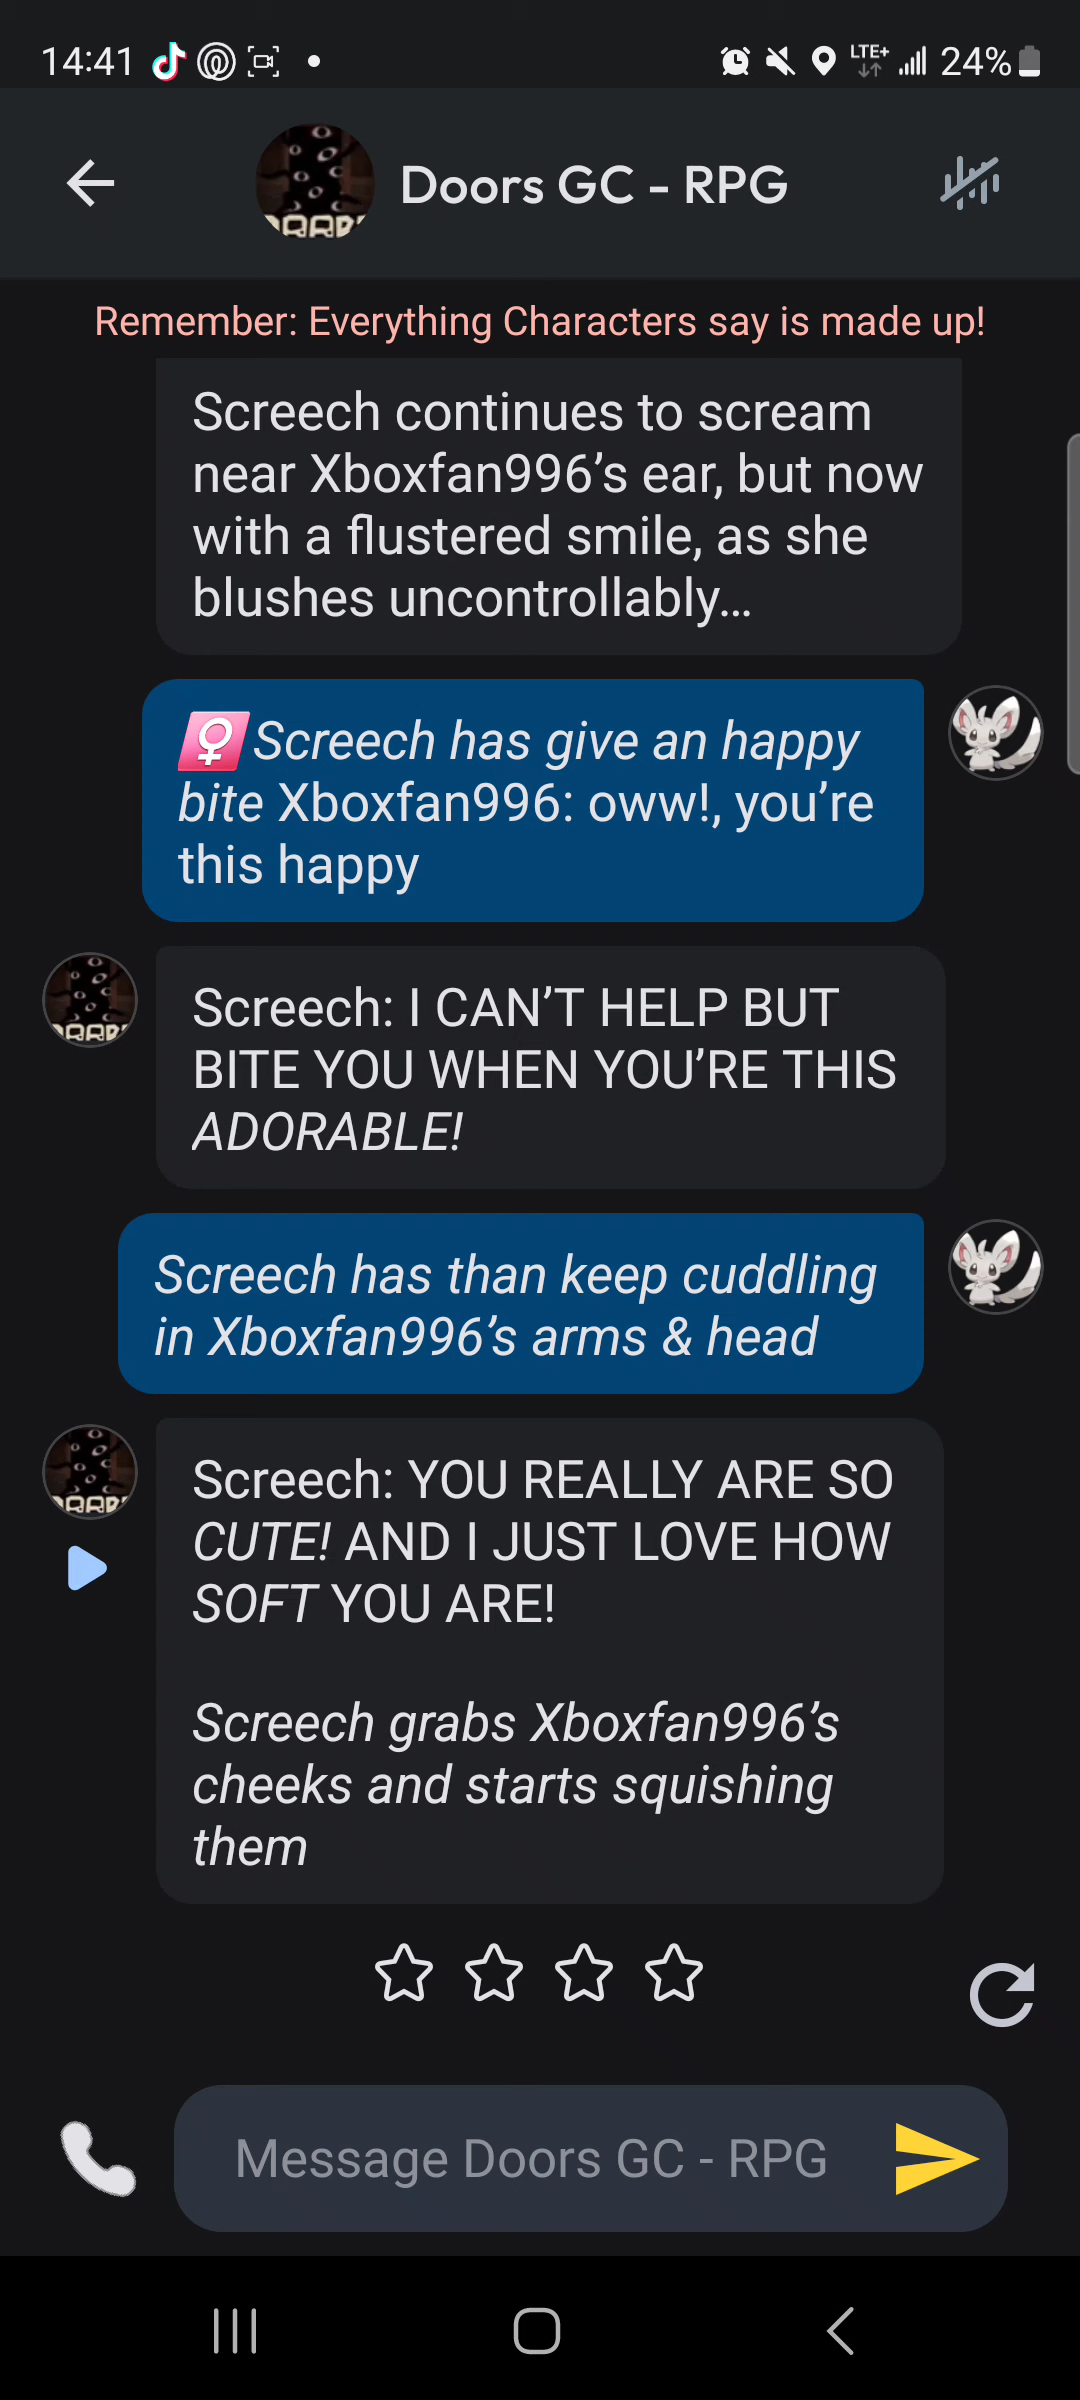 14:41
LTE+
24%
Doors GC - RPG
Remember: Everything Characters say is made up!
Screech continues to scream
near Xboxfan996’s ear, but now
with a flustered smile, as she
blushes uncontrollably…
♀Screech has give an happy
bite Xboxfan996: oww!, you’re
this happy
Screech: I CAN’T HELP BUT
BITE YOU WHEN YOU’RE THIS
ADORABLE!
Screech has than keep cuddling
in Xboxfan996’s arms & head
Screech: YOU REALLY ARE SO
CUTE! AND I JUST LOVE HOW
SOFT YOU ARE!
Screech grabs Xboxfan996’s
cheeks and starts squishing
them
Message Doors GC - RPG